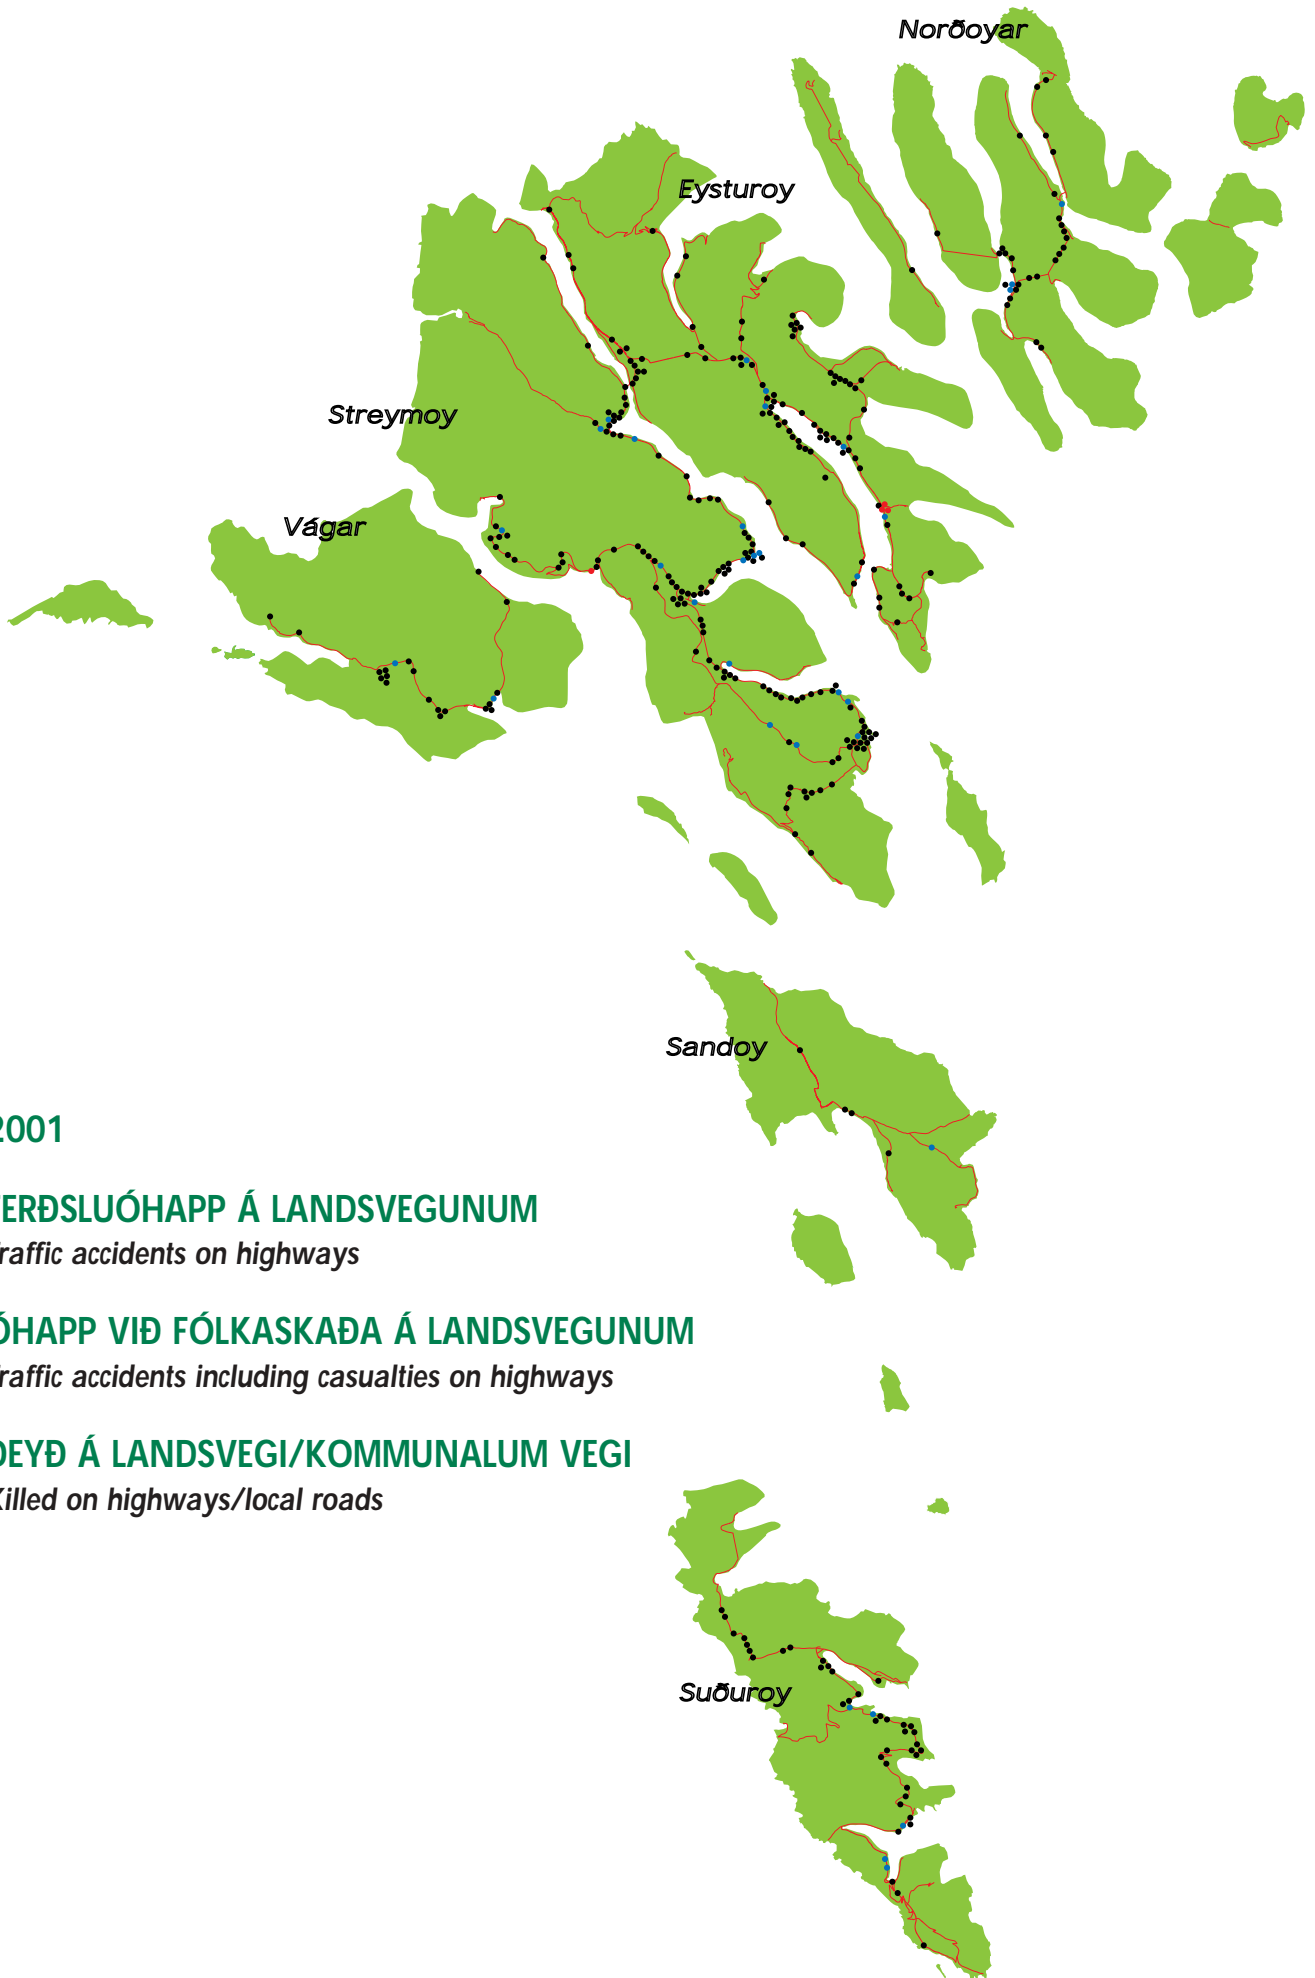 Norðoyar
Eysturoy
Streymoy
Vágar
Sandoy
2001
ERÐSLUÓHAPP Á LANDSVEGUNUM
raffic accidents on highways
ÓHAPP VIÐ FÓLKASKAÐA Á LANDSVEGUNUM
raffic accidents including casualties on highways
DEYÐ Á LANDSVEGI/KOMMUNALUM VEGI
Killed on highways/local roads
Suðuroy